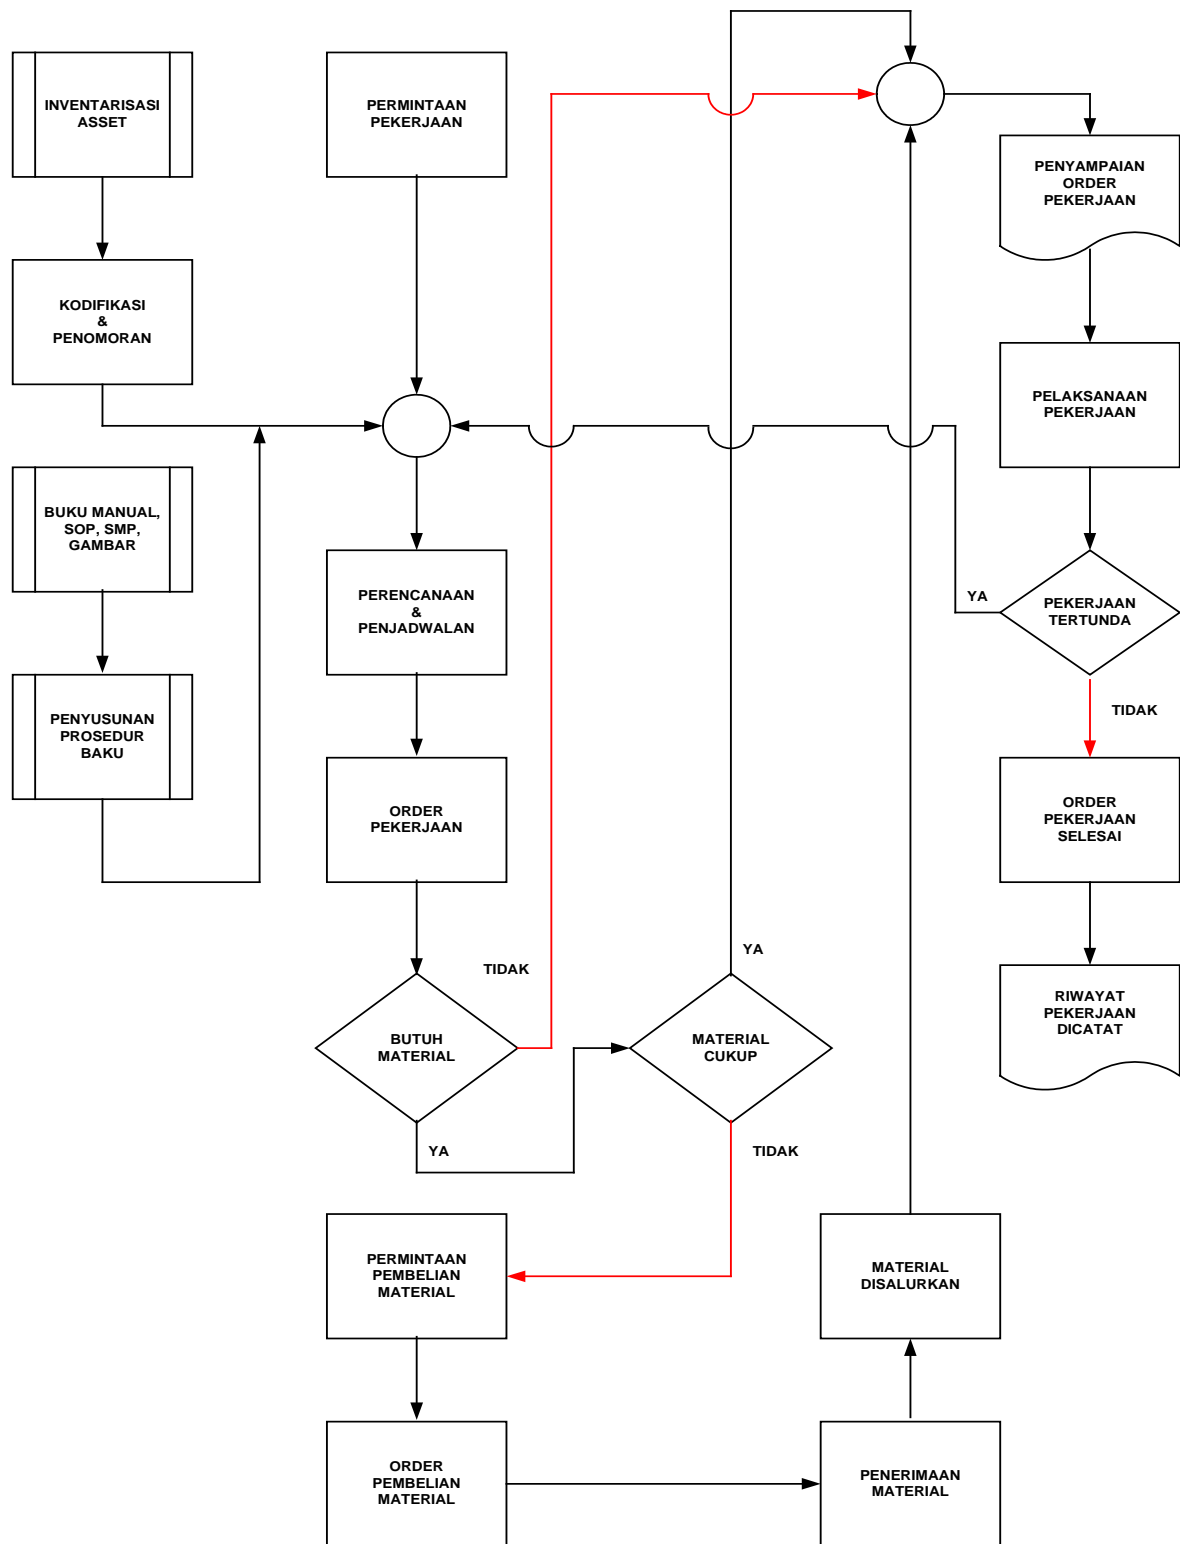 INVENTARISASI
ASSET
KODIFIKASI
&
PENOMORAN
BUKU MANUAL,
SOP, SMP,
GAMBAR
PENYUSUNAN
PROSEDUR
BAKU
PERMINTAAN
PEKERJAAN
PERENCANAAN
&
PENJADWALAN
ORDER
PEKERJAAN
BUTUH
MATERIAL
TIDAK
YA
MATERIAL
CUKUP
YA
TIDAK
PERMINTAAN
PEMBELIAN
MATERIAL
ORDER
PEMBELIAN
MATERIAL
PENERIMAAN
MATERIAL
MATERIAL
DISALURKAN
PENYAMPAIAN
ORDER
PEKERJAAN
PELAKSANAAN
PEKERJAAN
PEKERJAAN
TERTUNDA
YA
TIDAK
ORDER
PEKERJAAN
SELESAI
RIWAYAT
PEKERJAAN
DICATAT